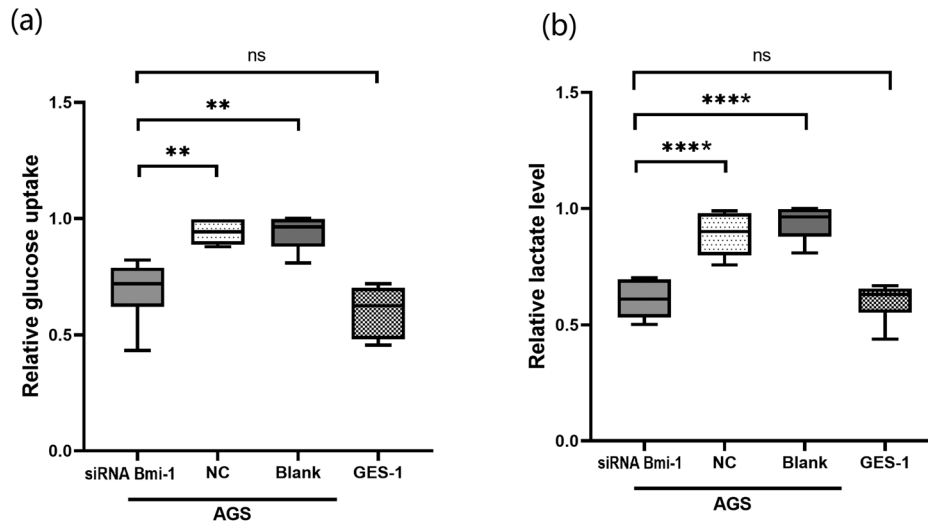 (a)
ns
**
**
1.5
1.0
0.5
0.0
Relative glucose uptake
siRNA Bmi-1 NC Blank GES-1
AGS
(b)
ns
****
****
1.5
1.0
0.5
0.0
Relative lactate level
siRNA Bmi-1 NC Blank GES-1
AGS